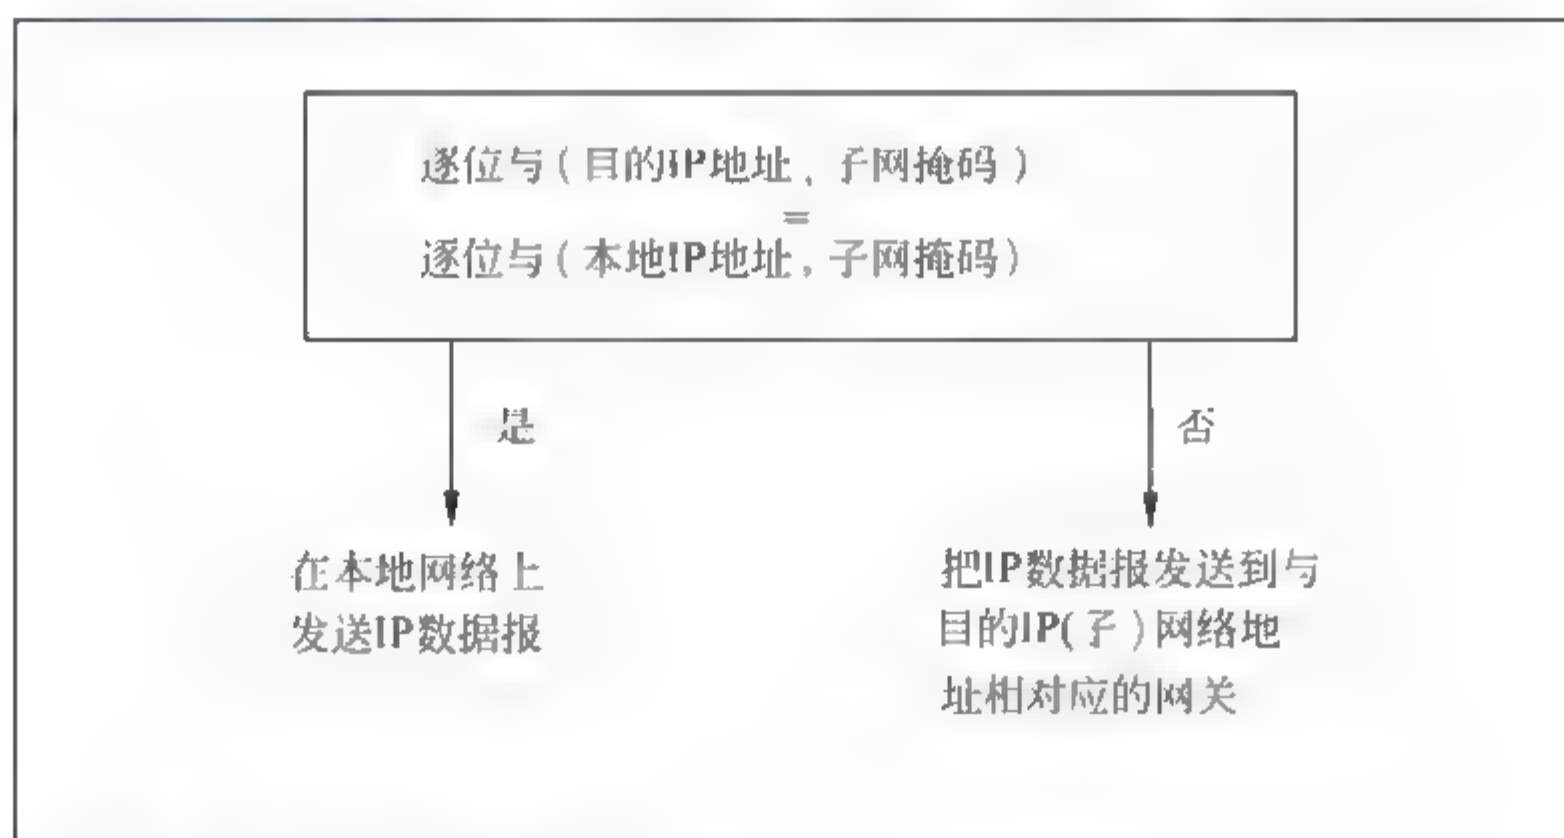 逐位与(目的IP地址,子网掩码)
=
逐位与(本地IP地址,子网掩码)
是
否
在本地网络上
发送IP数据报
把IP数据报发送到与
目的IP(子)网络地
址相对应的网关